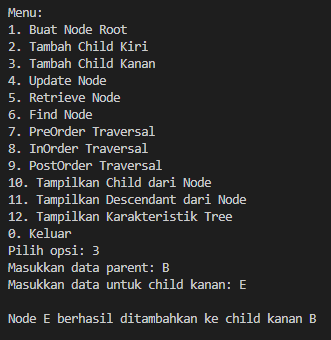 Menu:
1. Buat Node Root
2. Tambah Child Kiri
3. Tambah Child Kanan
4. Update Node
5. Retrieve Node
6. Find Node
7. PreOrder Traversal
8. InOrder Traversal
9. PostOrder Traversal
10. Tampilkan Child dari Node
11. Tampilkan Descendant dari Node
12. Tampilkan Karakteristik Tree
0. Keluar
Pilih opsi: 3
Masukkan data parent: B
Masukkan data untuk child kanan: E
Node E berhasil ditambahkan ke child kanan B